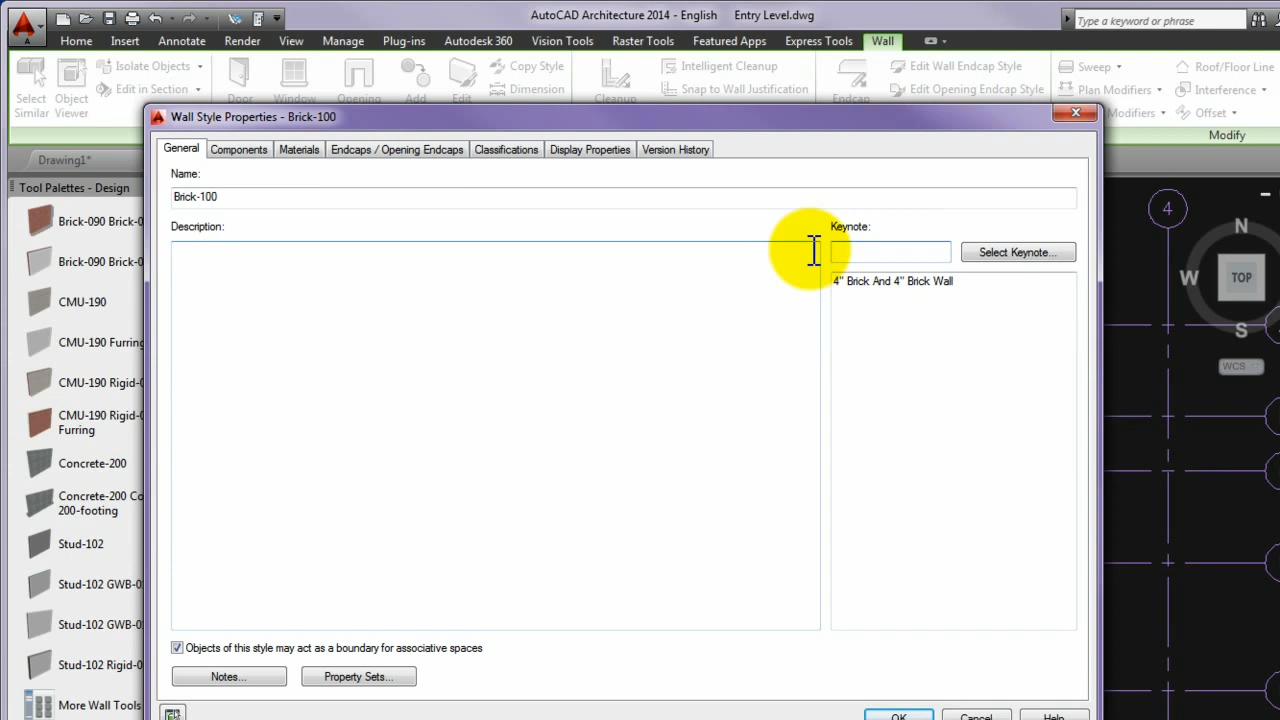 AutoCAD Architecture 2014 - English Entry Level.dwg
Type a keyword or phrase
Home Insert Annotate Render View Manage Plug-ins Autodesk 360 Vision Tools Raster Tools Featured Apps Express Tools Wall
Select Similar
Object Viewer
Isolate Objects
Edit in Section
Door Window Opening Add Edit
Copy Style
Dimension
Cleanup
Intelligent Cleanup
Snap to Wall Justification
Endcap
Edit Wall Endcap Style
Edit Opening Endcap Style
Sweep
Plan Modifiers
Modifiers
Roof/Floor Line
Interference
Offset
Modify
Drawing1*
Tool Palettes - Design
Brick-090 Brick-0
Brick-090 Brick-0
CMU-190
CMU-190 Furring
CMU-190 Rigid-0
CMU-190 Rigid-0
Furring
Concrete-200
Concrete-200 Co
200-footing
Stud-102
Stud-102 GWB-0
Stud-102 GWB-0
Stud-102 Rigid-0
More Wall Tools
Wall Style Properties - Brick-100
General Components Materials Endcaps / Opening Endcaps Classifications Display Properties Version History
Name:
Brick-100
Description:
Keynote:
Select Keynote...
4" Brick And 4" Brick Wall
Objects of this style may act as a boundary for associative spaces
Notes... Property Sets...
OK Cancel Help
4
N
W TOP
S
WCS